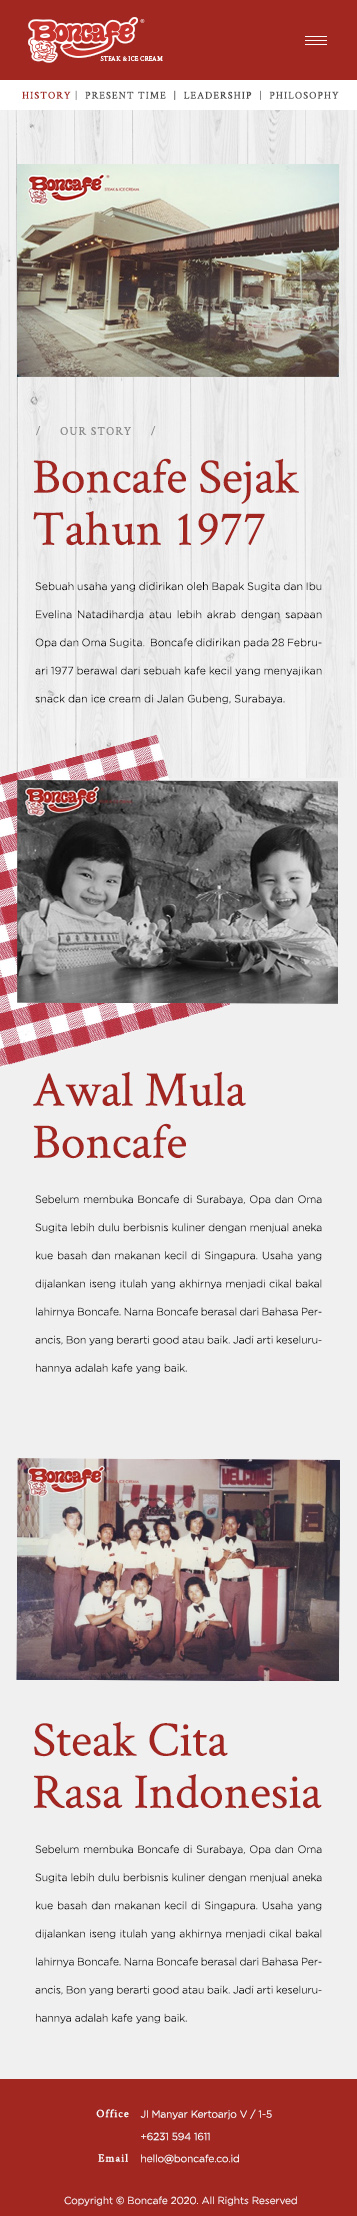 Boncafé®
STEAK & ICE CREAM
HISTORY | PRESENT TIME | LEADERSHIP | PHILOSOPHY
Boncafé®
STEAK & ICE CREAM
/ OUR STORY /
Boncafe Sejak
Tahun 1977
Sebuah usaha yang didirikan oleh Bapak Sugita dan Ibu
Evelina Natadihardja atau lebih akrab dengan sapaan
Opa dan Oma Sugita. Boncafe didirikan pada 28 Febru-
ari 1977 berawal dari sebuah kafe kecil yang menyajikan
snack dan ice cream di Jalan Gubeng, Surabaya.
Boncafé
Awal Mula
Boncafe
Sebelum membuka Boncafe di Surabaya, Opa dan Oma
Sugita lebih dulu berbisnis kuliner dengan menjual aneka
kue basah dan makanan kecil di Singapura. Usaha yang
dijalankan iseng itulah yang akhirnya menjadi cikal bakal
lahirnya Boncafe. Nama Boncafe berasal dari Bahasa Per-
ancis, Bon yang berarti good atau baik. Jadi arti keseluru-
hannya adalah kafe yang baik.
Boncafé
STEAK & ICE CREAM
WELCOME
Steak Cita
Rasa Indonesia
Sebelum membuka Boncafe di Surabaya, Opa dan Oma
Sugita lebih dulu berbisnis kuliner dengan menjual aneka
kue basah dan makanan kecil di Singapura. Usaha yang
dijalankan iseng itulah yang akhirnya menjadi cikal bakal
lahirnya Boncafe. Nama Boncafe berasal dari Bahasa Per-
ancis, Bon yang berarti good atau baik. Jadi arti keseluru-
hannya adalah kafe yang baik.
Office Jl Manyar Kertoarjo V / 1-5
+6231 594 1611
Email hello@boncafe.co.id
Copyright © Boncafe 2020. All Rights Reserved